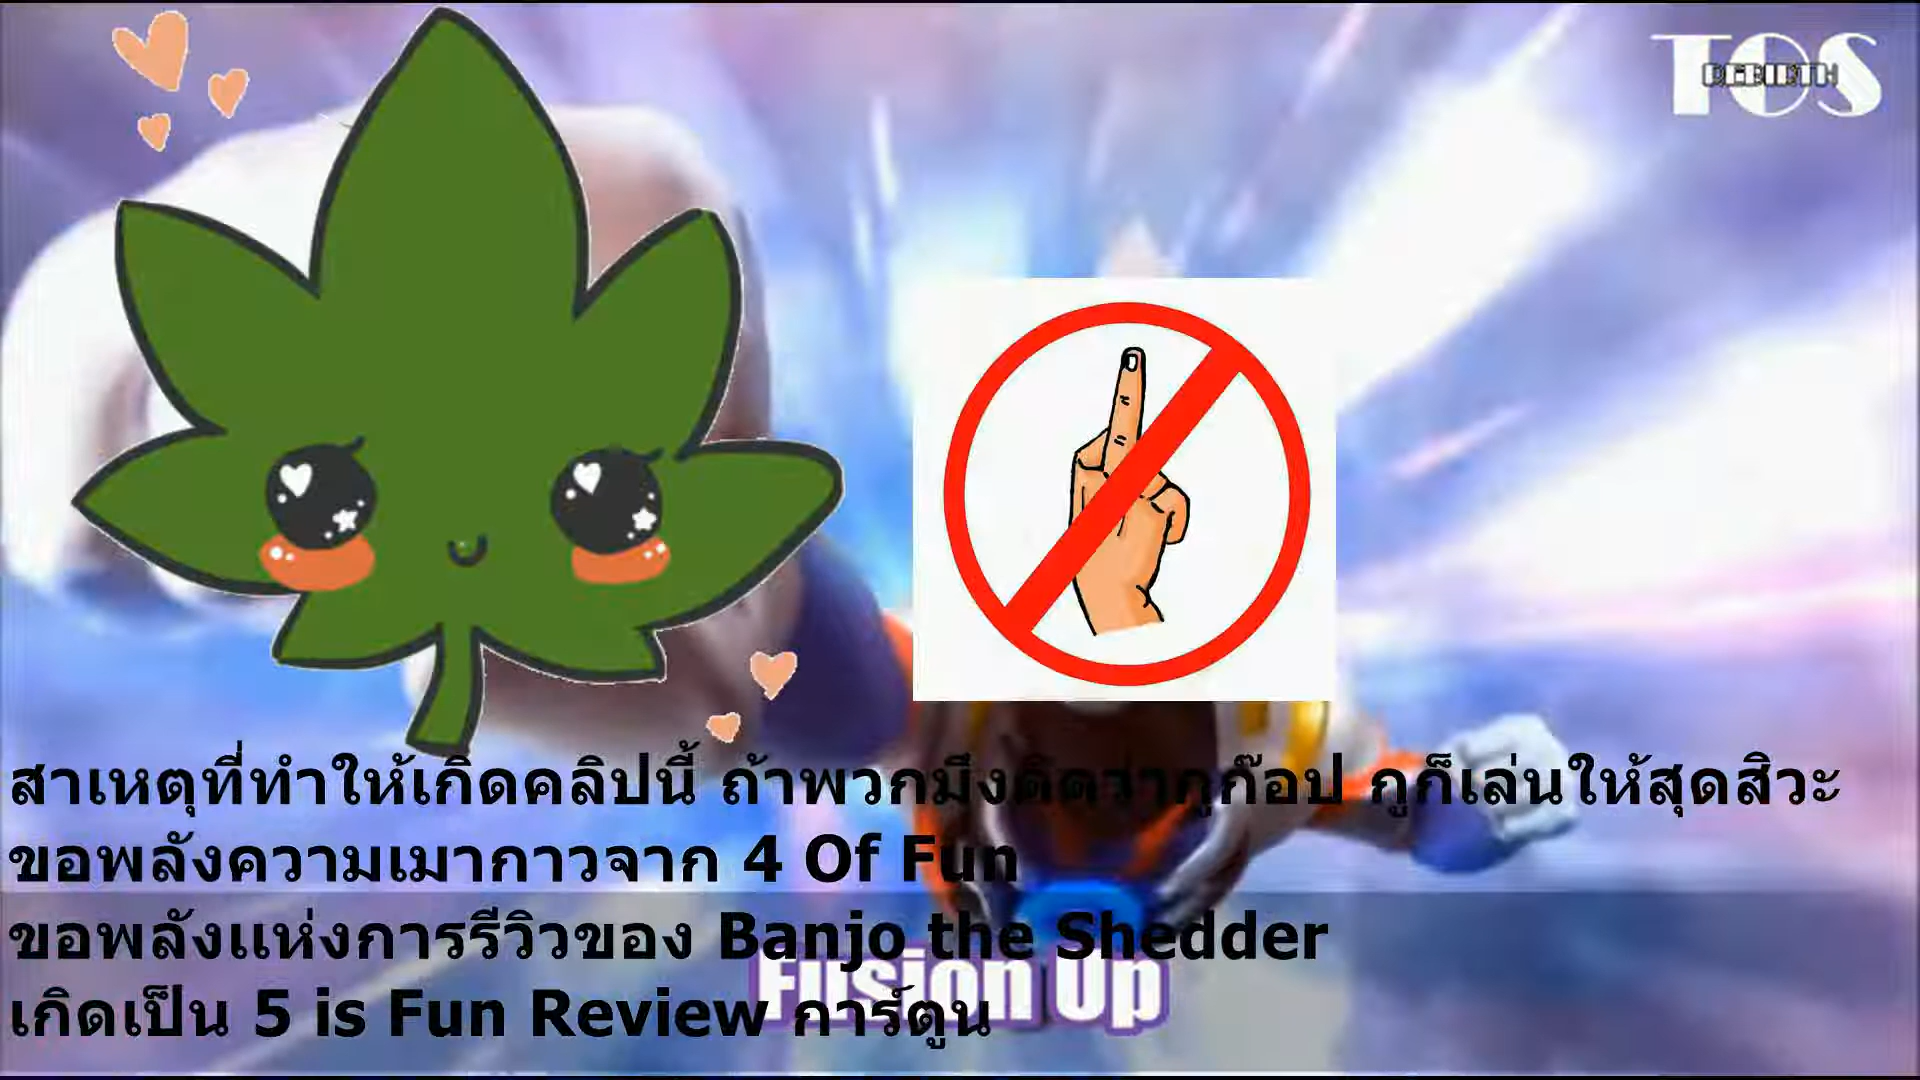 TOS
REBIRTH
สาเหตุที่ทำให้เกิดคลิปนี้ ถ้าพวกมึงคิดว่ากูก๊อป กูก็เล่นให้สุดสิวะ
ขอพลังความเมากาวจาก 4 Of Fun
ขอพลังแห่งการรีวิวของ Banjo the Shedder
Fusion Up
เกิดเป็น 5 is Fun Review การ์ตูน